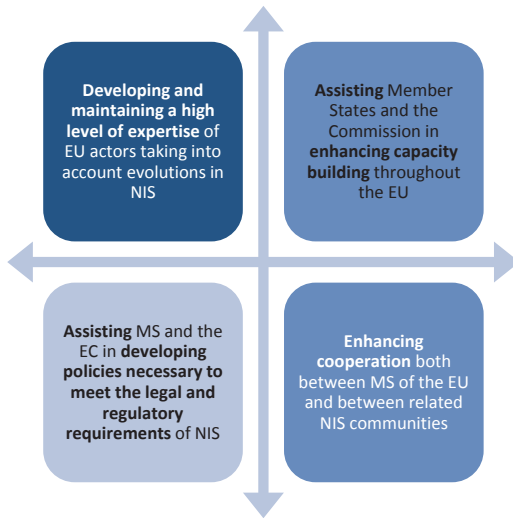 Developing and
maintaining a high
level of expertise of
EU actors taking into
account evolutions in
NIS
Assisting Member
States and the
Commission in
enhancing capacity
building throughout
the EU
Assisting MS and the
EC in developing
policies necessary to
meet the legal and
regulatory
requirements of NIS
Enhancing
cooperation both
between MS of the EU
and between related
NIS communities